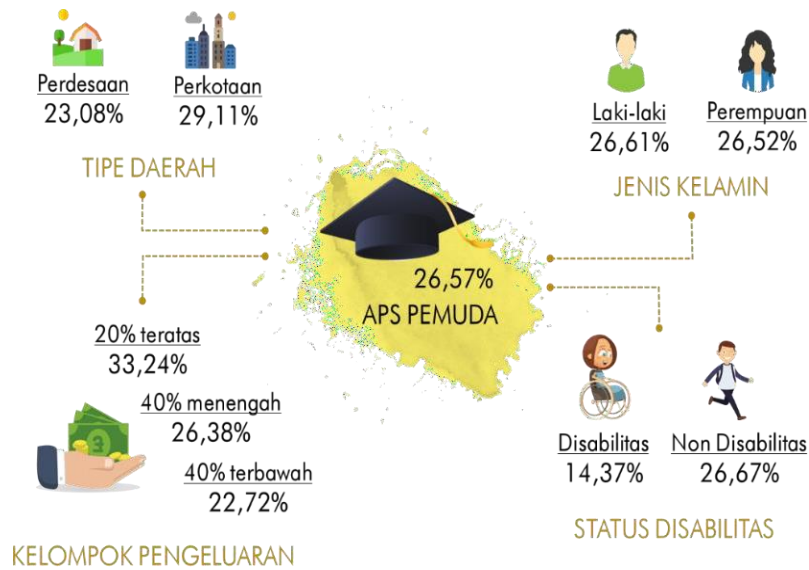 Perdesaan
23,08%
Perkotaan
29,11%
TIPE DAERAH
Laki-laki
26,61%
Perempuan
26,52%
JENIS KELAMIN
26,57%
APS PEMUDA
20% teratas
33,24%
40% menengah
26,38%
40% terbawah
22,72%
KELOMPOK PENGELUARAN
Disabilitas
14,37%
Non Disabilitas
26,67%
STATUS DISABILITAS